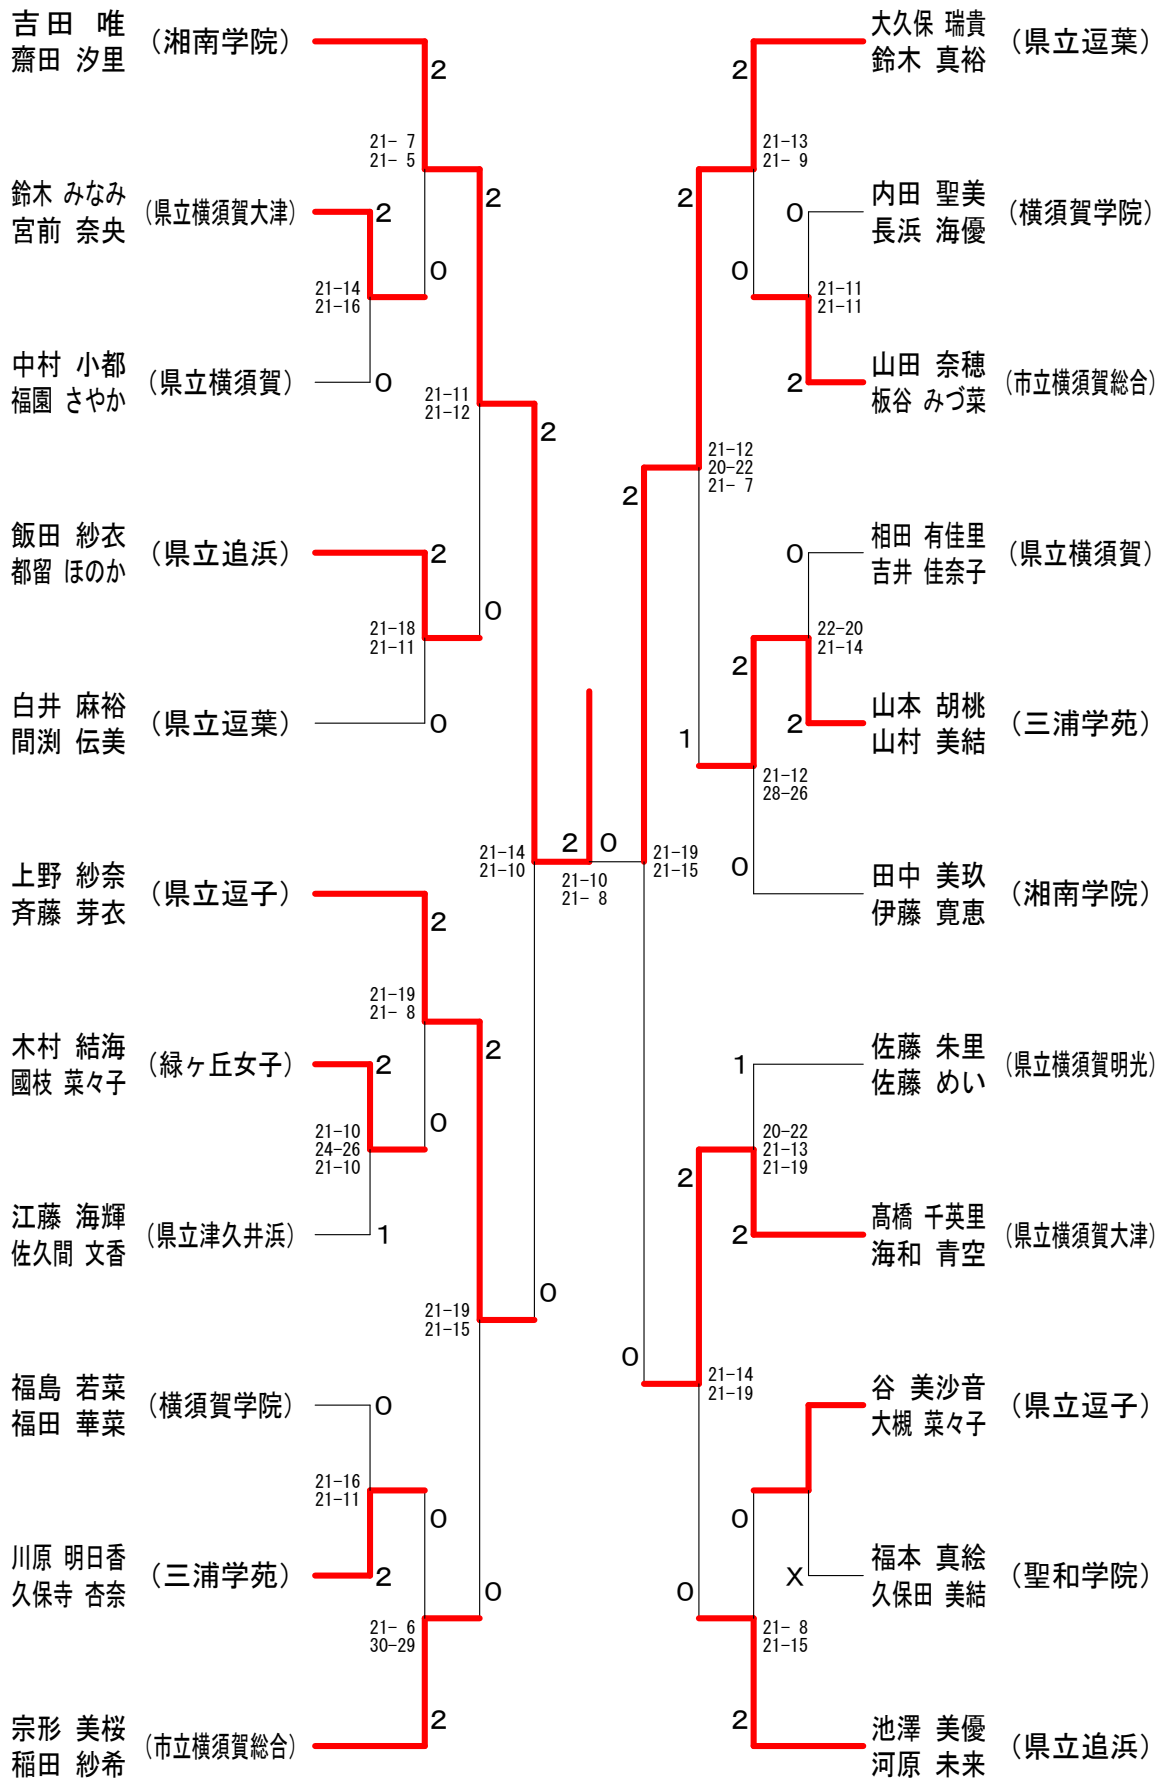 吉田 唯
齋田 汐里
(湘南学院)
2
21- 7
21- 5
鈴木 みなみ
宮前 奈央
(県立横須賀大津)
2
2
0
21-14
21-16
中村 小都
福園 さやか
(県立横須賀)
0
21-11
21-12
2
飯田 紗衣
都留 ほのか
(県立追浜)
2
0
21-18
21-11
白井 麻裕
間渕 伝美
(県立逗葉)
0
上野 紗奈
斉藤 芽衣
(県立逗子)
2
21-14
21-10
21-19
21- 8
木村 結海
國枝 菜々子
(緑ヶ丘女子)
2
2
0
21-10
24-26
21-10
江藤 海輝
佐久間 文香
(県立津久井浜)
1
0
21-19
21-15
福島 若菜
福田 華菜
(横須賀学院)
0
21-16
21-11
0
川原 明日香
久保寺 杏奈
(三浦学苑)
2
0
21- 6
30-29
宗形 美桜
稲田 紗希
(市立横須賀総合)
2
2
0
21-10
21- 8
大久保 瑞貴
鈴木 真裕
(県立逗葉)
2
21-13
21- 9
内田 聖美
長浜 海優
(横須賀学院)
0
2
0
21-11
21-11
山田 奈穂
板谷 みづ菜
(市立横須賀総合)
2
21-12
20-22
21- 7
2
相田 有佳里
吉井 佳奈子
(県立横須賀)
0
22-20
21-14
2
山本 胡桃
山村 美結
(三浦学苑)
2
1
21-12
28-26
田中 美玖
伊藤 寛恵
(湘南学院)
0
21-19
21-15
佐藤 朱里
佐藤 めい
(県立横須賀明光)
1
20-22
21-13
21-19
2
髙橋 千英里
海和 青空
(県立横須賀大津)
2
0
21-14
21-19
谷 美沙音
大槻 菜々子
(県立逗子)
0
福本 真絵
久保田 美結
(聖和学院)
X
0
21- 8
21-15
池澤 美優
河原 未来
(県立追浜)
2